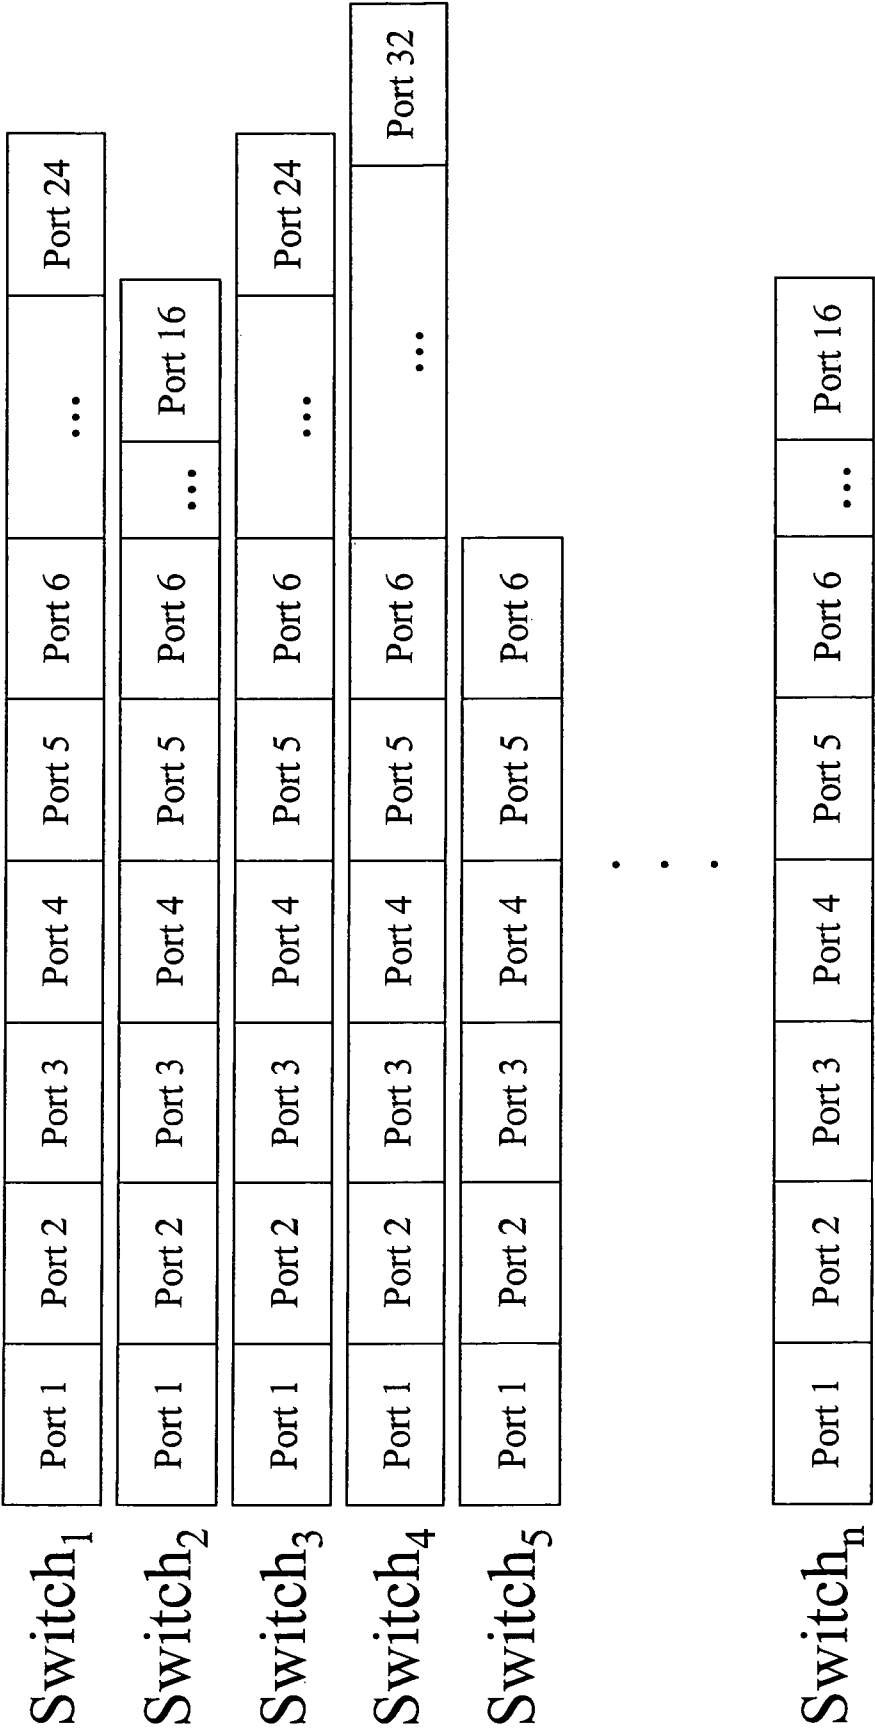 Switch1 Port 1 Port 2 Port 3 Port 4 Port 5 Port 6 ... Port 24
Switch2 Port 1 Port 2 Port 3 Port 4 Port 5 Port 6 ... Port 16
Switch3 Port 1 Port 2 Port 3 Port 4 Port 5 Port 6 ... Port 24
Switch4 Port 1 Port 2 Port 3 Port 4 Port 5 Port 6 ... Port 32
Switch5 Port 1 Port 2 Port 3 Port 4 Port 5 Port 6
. . .
Switchn Port 1 Port 2 Port 3 Port 4 Port 5 Port 6 ... Port 16